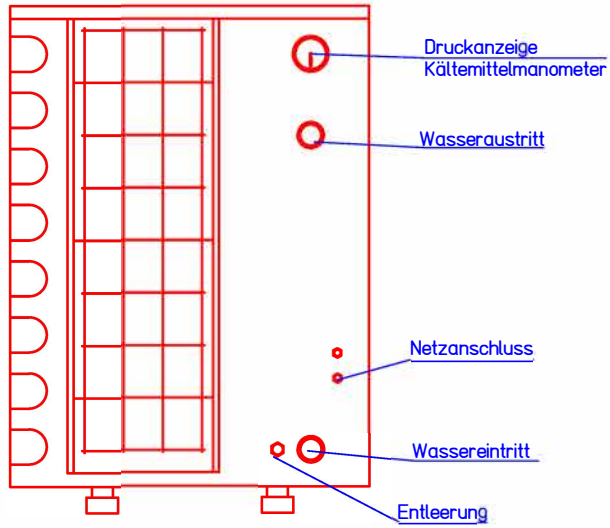 Druckanzeige
Kältemittelmanometer
Wasseraustritt
Netzanschluss
Wassereintritt
Entleerung